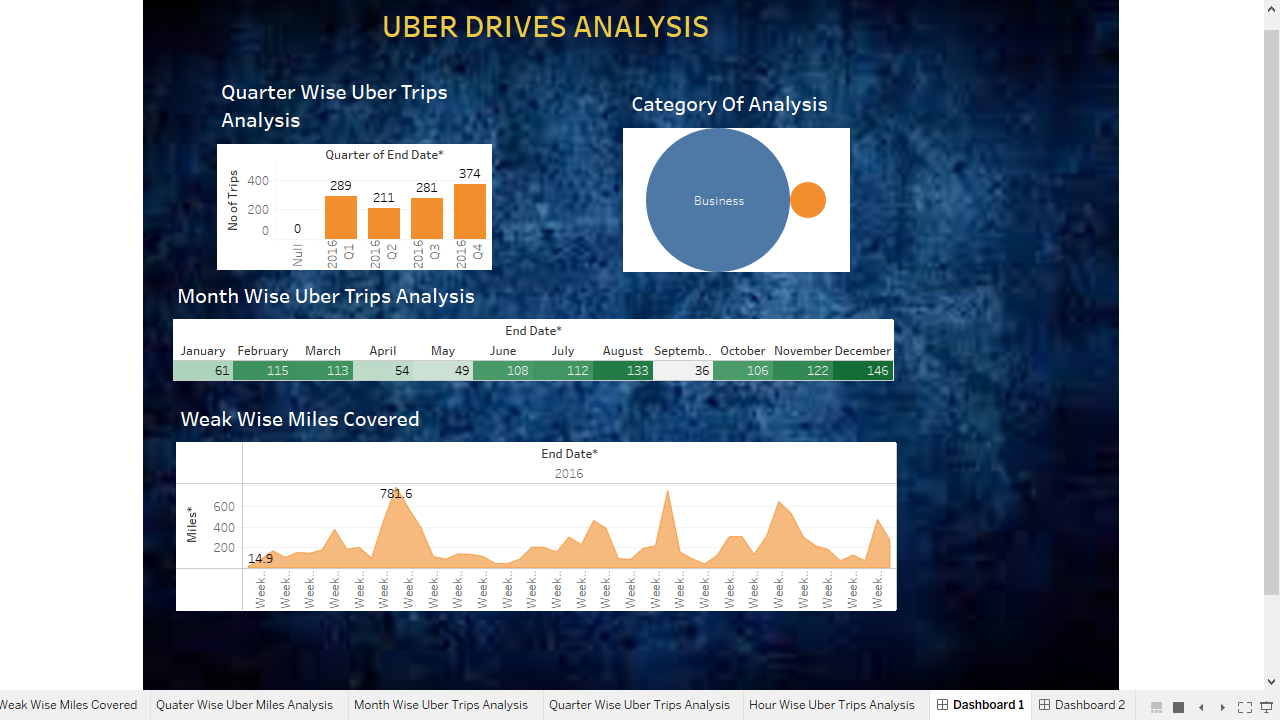 UBER DRIVES ANALYSIS
Quarter Wise Uber Trips
Analysis
Quarter of End Date*
No of Trips
400
200
0
0
289
211
281
374
Null
2016
Q1
2016
Q2
2016
Q3
2016
Q4
Category Of Analysis
Business
Month Wise Uber Trips Analysis
End Date*
January February March April May June July August Septemb.. October November December
61 115 113 54 49 108 112 133 36 106 122 146
Weak Wise Miles Covered
End Date*
2016
Miles*
600
400
200
781.6
14.9
Week.. Week.. Week.. Week.. Week.. Week.. Week.. Week.. Week.. Week.. Week.. Week.. Week.. Week.. Week.. Week.. Week.. Week.. Week.. Week.. Week.. Week.. Week.. Week.. Week.. Week..
Weak Wise Miles Covered Quater Wise UBer Miles Analysis Month Wise Uber Trips Analysis Quarter Wise Uber Trips Analysis Hour Wise Uber Trips Analysis Dashboard 1 Dashboard 2